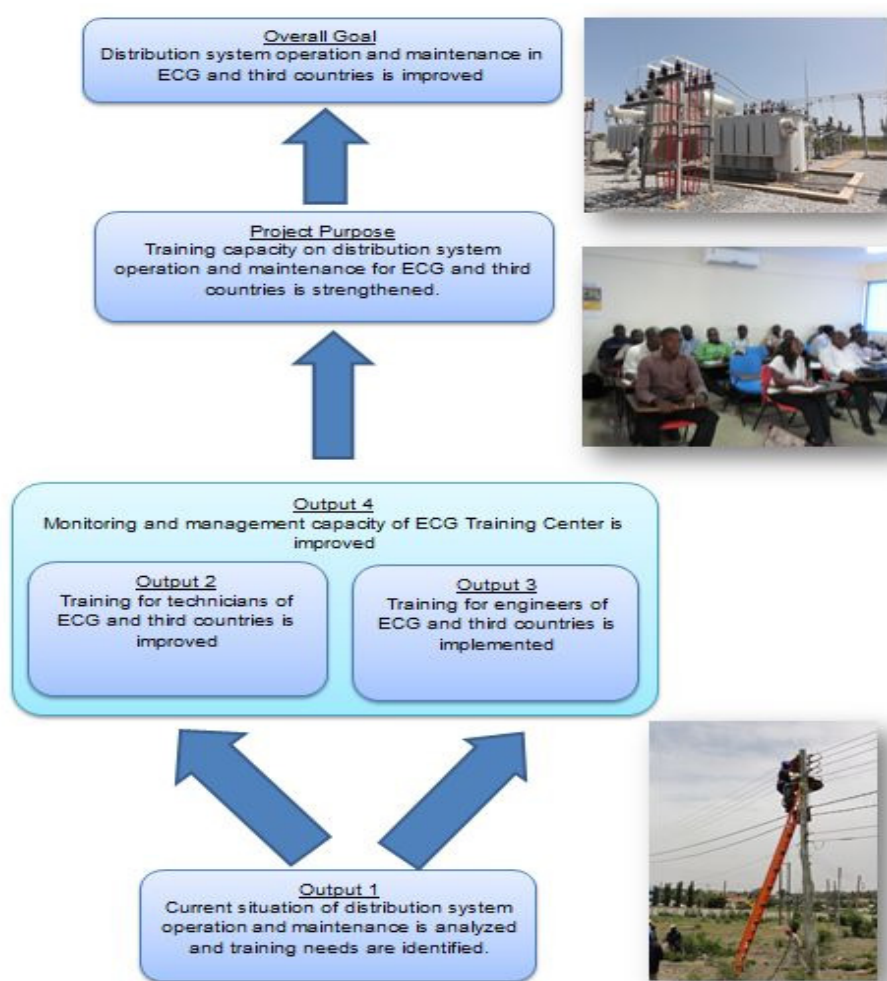 Overall Goal
Distribution system operation and maintenance in
ECG and third countries is improved
Project Purpose
Training capacity on distribution system
operation and maintenance for ECG and third
countries is strengthened.
Output 4
Monitoring and management capacity of ECG Training Center is
improved
Output 2
Training for technicians of
ECG and third countries is
improved
Output 3
Training for engineers of
ECG and third countries is
implemented
Output 1
Current situation of distribution system
operation and maintenance is analyzed
and training needs are identified.